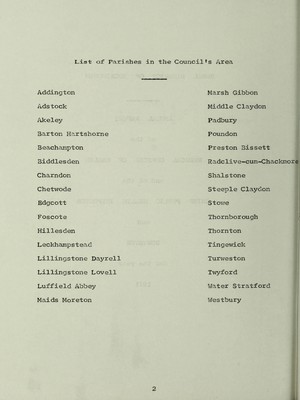 List of Parishes in the Council's Area
Addington
Adstock
Akeley
Barton Hartshorne
Beachampton
Biddlesden
Charndon
Chetwode
Edgcott
Foscote
Hillesden
Leckhampstead
Lillingstone Dayrell
Lillingstone Lovell
Luffield Abbey
Maids Moreton
Marsh Gibbon
Middle Claydon
Padbury
Poundon
Preston Bissett
Radclive-cum-Chackmore
Shalstone
Steeple Claydon
Stowe
Thornborough
Thornton
Tingewick
Turweston
Twyford
Water Stratford
Westbury
2